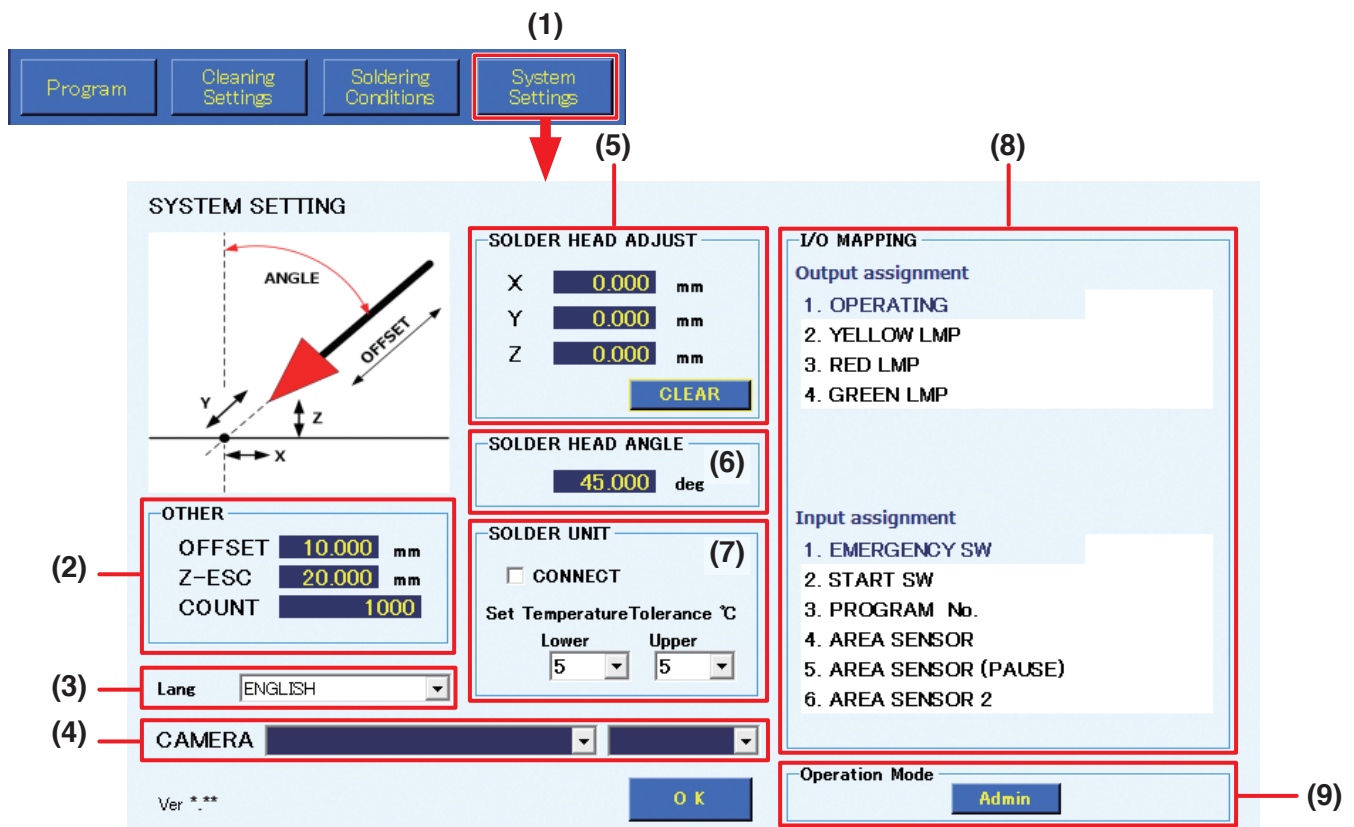 (1)
Program
Cleaning Settings
Soldering Conditions
System Settings
(5)
(8)
SYSTEM SETTING
ANGLE
OFFSET
Y
Z
X
SOLDER HEAD ADJUST
X 0.000 mm
Y 0.000 mm
Z 0.000 mm
CLEAR
SOLDER HEAD ANGLE
(6)
45.000 deg
(2)
OTHER
OFFSET 10.000 mm
Z-ESC 20.000 mm
COUNT 1000
SOLDER UNIT
(7)
CONNECT
Set TemperatureTolerance ℃
Lower Upper
5 5
(3)
Lang ENGLISH
(4)
CAMERA
Ver *.**
O K
I/O MAPPING
Output assignment
1. OPERATING
2. YELLOW LMP
3. RED LMP
4. GREEN LMP
Input assignment
1. EMERGENCY SW
2. START SW
3. PROGRAM No.
4. AREA SENSOR
5. AREA SENSOR (PAUSE)
6. AREA SENSOR 2
Operation Mode
Admin
(9)